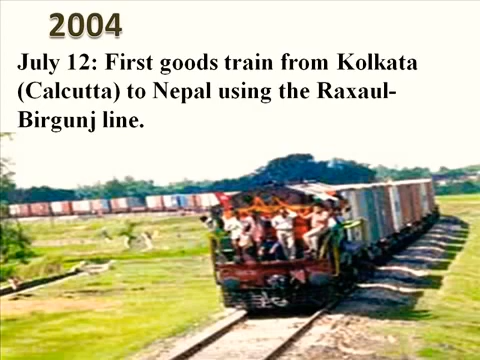 2004
July 12: First goods train from Kolkata
(Calcutta) to Nepal using the Raxaul-
Birgunj line.